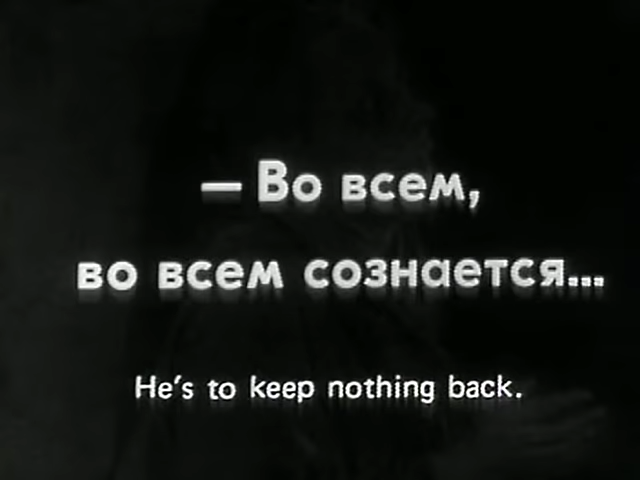 — Во всем,
во всем сознается...
He's to keep nothing back.